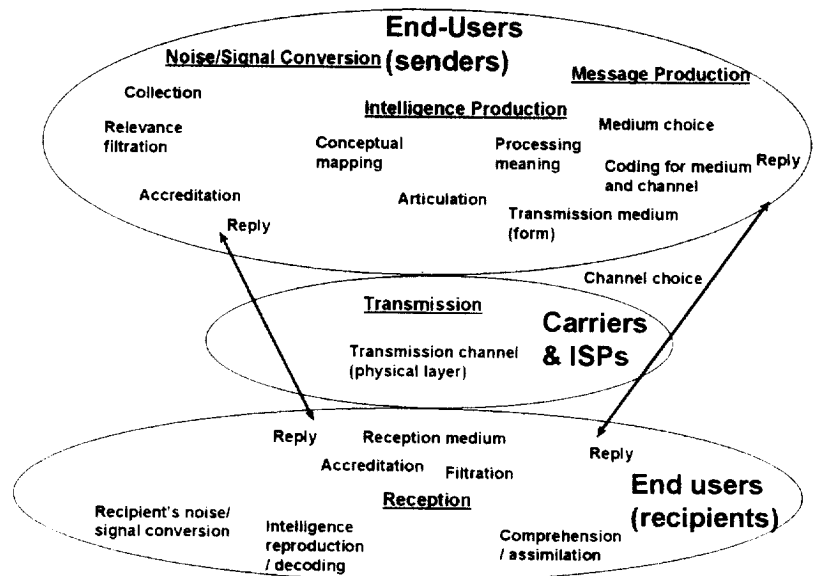 End-Users
(senders)
Noise/Signal Conversion
Message Production
Collection
Intelligence Production
Relevance
filtration
Medium choice
Conceptual
mapping
Processing
meaning
Coding for medium
and channel
Reply
Accreditation
Articulation
Reply
Transmission medium
(form)
Channel choice
Transmission
Carriers
& ISPs
Transmission channel
(physical layer)
Reply
Reception medium
Reply
Accreditation
Filtration
Reception
End users
(recipients)
Recipient's noise/
signal conversion
Intelligence
reproduction
/ decoding
Comprehension
/ assimilation